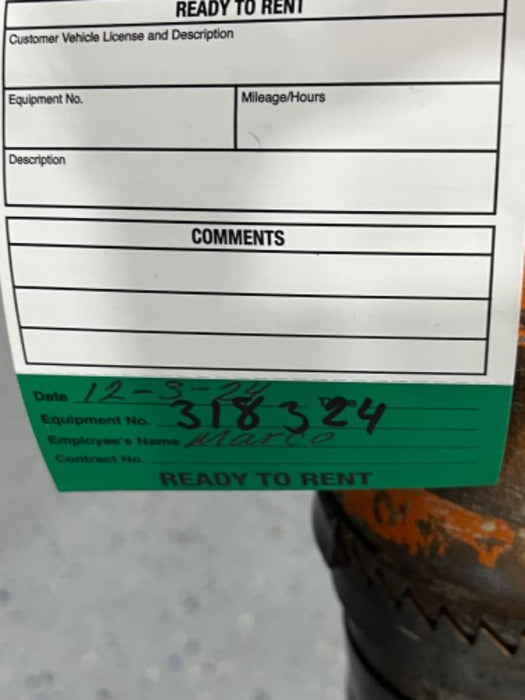 READY TO RENT
Customer Vehicle License and Description
Equipment No. Mileage/Hours
Description
COMMENTS
Date 12-3-24
Equipment No. 318324
Employee's Name Marco
Contract No.
READY TO RENT